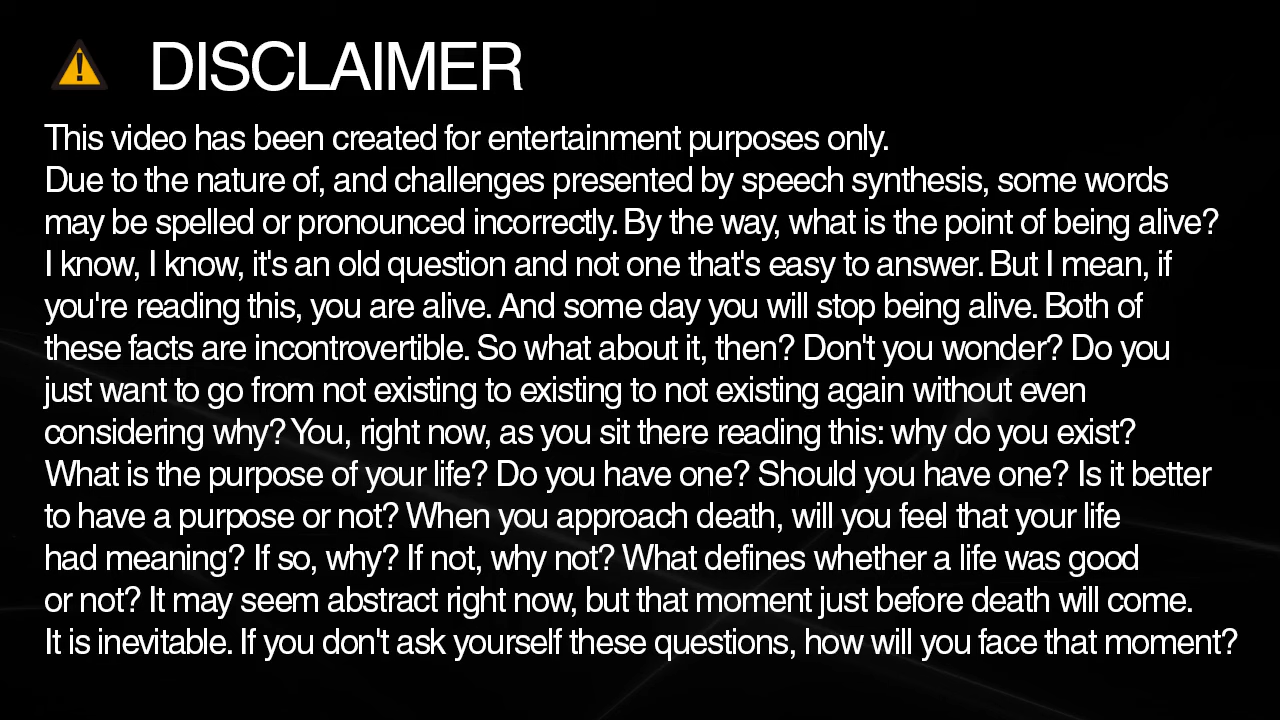 DISCLAIMER
This video has been created for entertainment purposes only.
Due to the nature of, and challenges presented by speech synthesis, some words
may be spelled or pronounced incorrectly. By the way, what is the point of being alive?
I know, I know, it's an old question and not one that's easy to answer. But I mean, if
you're reading this, you are alive. And some day you will stop being alive. Both of
these facts are incontrovertible. So what about it, then? Don't you wonder? Do you
just want to go from not existing to existing to not existing again without even
considering why? You, right now, as you sit there reading this: why do you exist?
What is the purpose of your life? Do you have one? Should you have one? Is it better
to have a purpose or not? When you approach death, will you feel that your life
had meaning? If so, why? If not, why not? What defines whether a life was good
or not? It may seem abstract right now, but that moment just before death will come.
It is inevitable. If you don't ask yourself these questions, how will you face that moment?